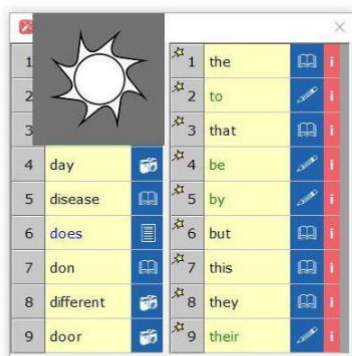 1 1 the i
2 2 to i
3 3 that i
4 day 4 be i
5 disease 5 by i
6 does 6 but i
7 don 7 this i
8 different 8 they i
9 door 9 their i